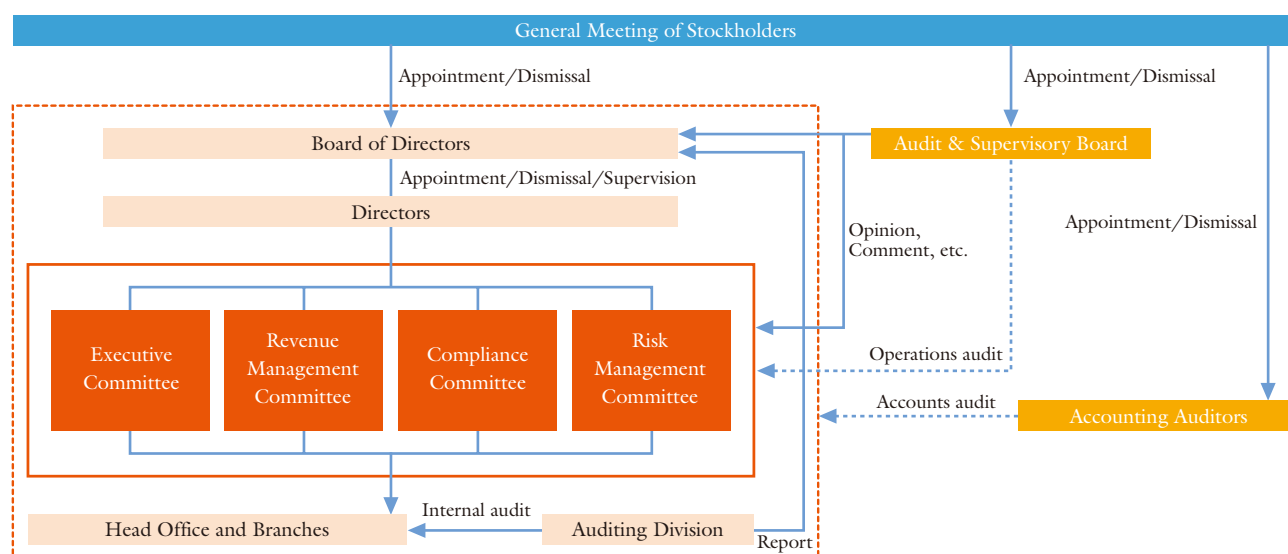 General Meeting of Stockholders
Appointment/Dismissal
Appointment/Dismissal
Board of Directors
Audit & Supervisory Board
Appointment/Dismissal/Supervision
Directors
Appointment/Dismissal
Opinion,
Comment, etc.
Executive
Committee
Revenue
Management
Committee
Compliance
Committee
Risk
Management
Committee
Operations audit
Accounts audit
Accounting Auditors
Head Office and Branches
Internal audit
Auditing Division
Report